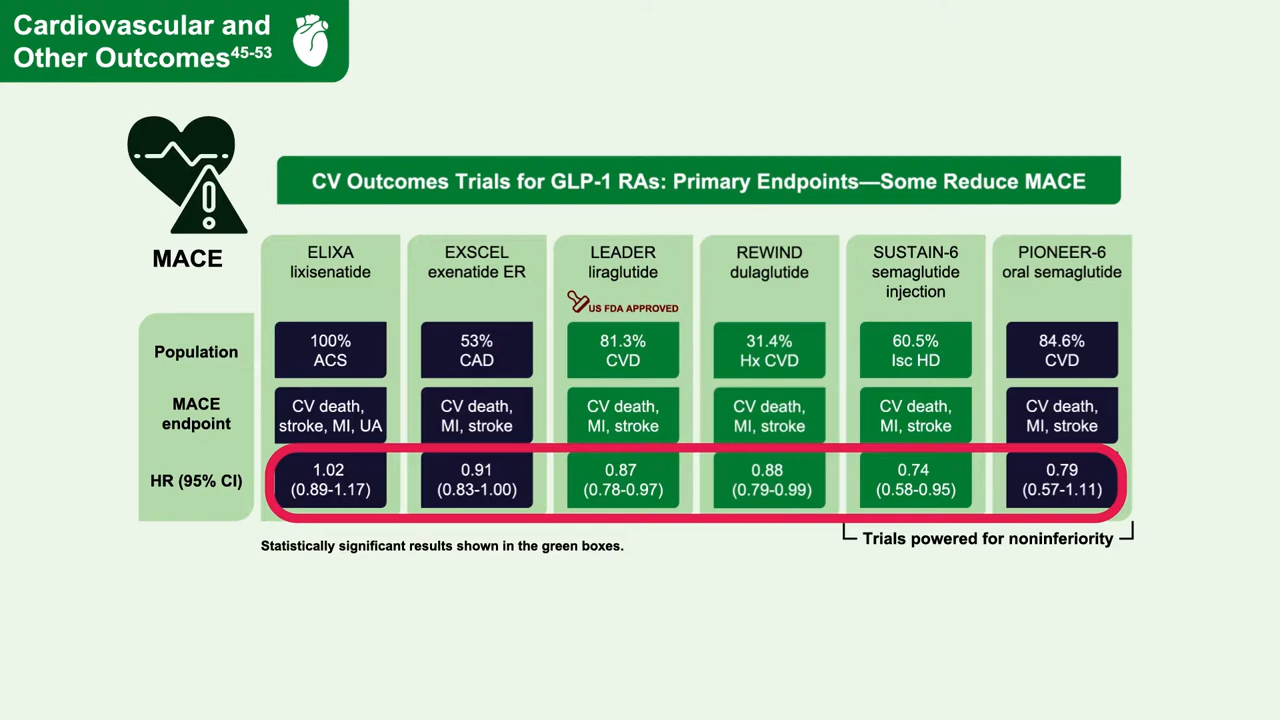 Cardiovascular and
Other Outcomes45-53
MACE
CV Outcomes Trials for GLP-1 RAs: Primary Endpoints—Some Reduce MACE
ELIXA
lixisenatide
EXSCEL
exenatide ER
LEADER
liraglutide
US FDA APPROVED
REWIND
dulaglutide
SUSTAIN-6
semaglutide
injection
PIONEER-6
oral semaglutide
Population
100%
ACS
53%
CAD
81.3%
CVD
31.4%
Hx CVD
60.5%
Isc HD
84.6%
CVD
MACE
endpoint
CV death,
stroke, MI, UA
CV death,
MI, stroke
CV death,
MI, stroke
CV death,
MI, stroke
CV death,
MI, stroke
CV death,
MI, stroke
HR (95% CI)
1.02
(0.89-1.17)
0.91
(0.83-1.00)
0.87
(0.78-0.97)
0.88
(0.79-0.99)
0.74
(0.58-0.95)
0.79
(0.57-1.11)
Statistically significant results shown in the green boxes.
Trials powered for noninferiority